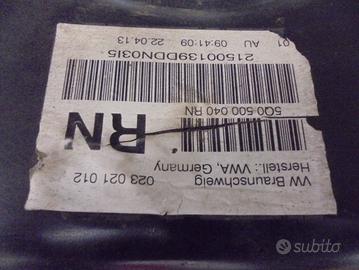 VW Braunschweig
Herstell.: VWA, Germany
023 021 012
RN
5Q0 500 040 RN
21500139DDN0315
01 AU 09:41:09 22.04.13
subito